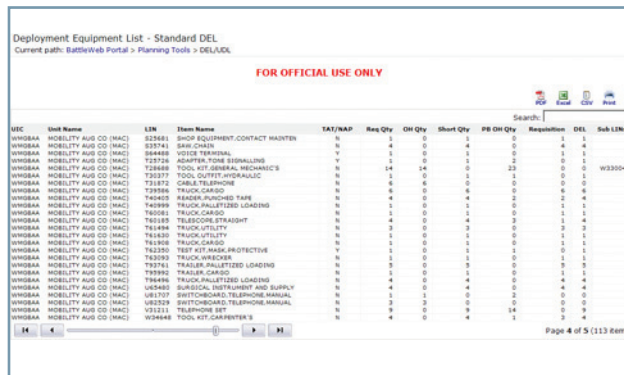 Deployment Equipment List - Standard DEL
Current path: BattleWeb Portal > Planning Tools > DEL/UDL
FOR OFFICIAL USE ONLY
PDF Excel CSV Print
Search:
UIC Unit Name LIN Item Name TAT/NAP Req Qty OH Qty Short Qty PB OH Qty Requisition DEL Sub LINs
WMGBAA MOBILITY AUG CO (MAC) S25681 SHOP EQUIPMENT,CONTACT MAINTEN N 1 0 1 0 1 1
WMGBAA MOBILITY AUG CO (MAC) S35741 SAW,CHAIN N 4 0 4 0 4 4
WMGBAA MOBILITY AUG CO (MAC) S64488 VOICE TERMINAL Y 1 0 1 0 1 1
WMGBAA MOBILITY AUG CO (MAC) T25726 ADAPTER,TONE SIGNALLING Y 1 0 1 2 0 1
WMGBAA MOBILITY AUG CO (MAC) T28688 TOOL KIT,GENERAL MECHANIC'S N 14 14 0 23 0 0 W33004
WMGBAA MOBILITY AUG CO (MAC) T30377 TOOL OUTFIT,HYDRAULIC N 1 0 1 1 0 1
WMGBAA MOBILITY AUG CO (MAC) T31872 CABLE,TELEPHONE N 6 6 0 0 0 0
WMGBAA MOBILITY AUG CO (MAC) T39586 TRUCK,CARGO N 6 0 6 0 6 6
WMGBAA MOBILITY AUG CO (MAC) T40405 READER,PUNCHED TAPE N 4 0 4 2 2 4
WMGBAA MOBILITY AUG CO (MAC) T40999 TRUCK,PALLETIZED LOADING N 1 0 1 0 1 1
WMGBAA MOBILITY AUG CO (MAC) T60081 TRUCK,CARGO N 1 0 1 0 1 1
WMGBAA MOBILITY AUG CO (MAC) T60185 TELESCOPE,STRAIGHT N 4 0 4 3 1 4
WMGBAA MOBILITY AUG CO (MAC) T61494 TRUCK,UTILITY N 3 0 3 0 3 3
WMGBAA MOBILITY AUG CO (MAC) T61630 TRUCK,UTILITY N 1 0 1 0 1 1
WMGBAA MOBILITY AUG CO (MAC) T61908 TRUCK,CARGO N 1 0 1 0 1 1
WMGBAA MOBILITY AUG CO (MAC) T62350 TEST KIT,MASK,PROTECTIVE Y 1 0 1 1 0 1
WMGBAA MOBILITY AUG CO (MAC) T63093 TRUCK,WRECKER N 1 0 1 0 1 1
WMGBAA MOBILITY AUG CO (MAC) T93761 TRAILER,PALLETIZED LOADING N 5 0 5 0 5 5
WMGBAA MOBILITY AUG CO (MAC) T95992 TRAILER,CARGO N 1 0 1 0 1 1
WMGBAA MOBILITY AUG CO (MAC) T96496 TRUCK,PALLETIZED LOADING N 4 0 4 0 4 4
WMGBAA MOBILITY AUG CO (MAC) U65480 SURGICAL INSTRUMENT AND SUPPLY N 4 0 4 0 4 4
WMGBAA MOBILITY AUG CO (MAC) U81707 SWITCHBOARD,TELEPHONE,MANUAL N 1 1 0 2 0 0
WMGBAA MOBILITY AUG CO (MAC) U82529 SWITCHBOARD,TELEPHONE,MANUAL N 3 3 0 0 0 0
WMGBAA MOBILITY AUG CO (MAC) V31211 TELEPHONE SET N 9 0 9 14 0 9
WMGBAA MOBILITY AUG CO (MAC) W34648 TOOL KIT,CARPENTER'S N 4 0 4 1 3 4
Page 4 of 5 (113 item